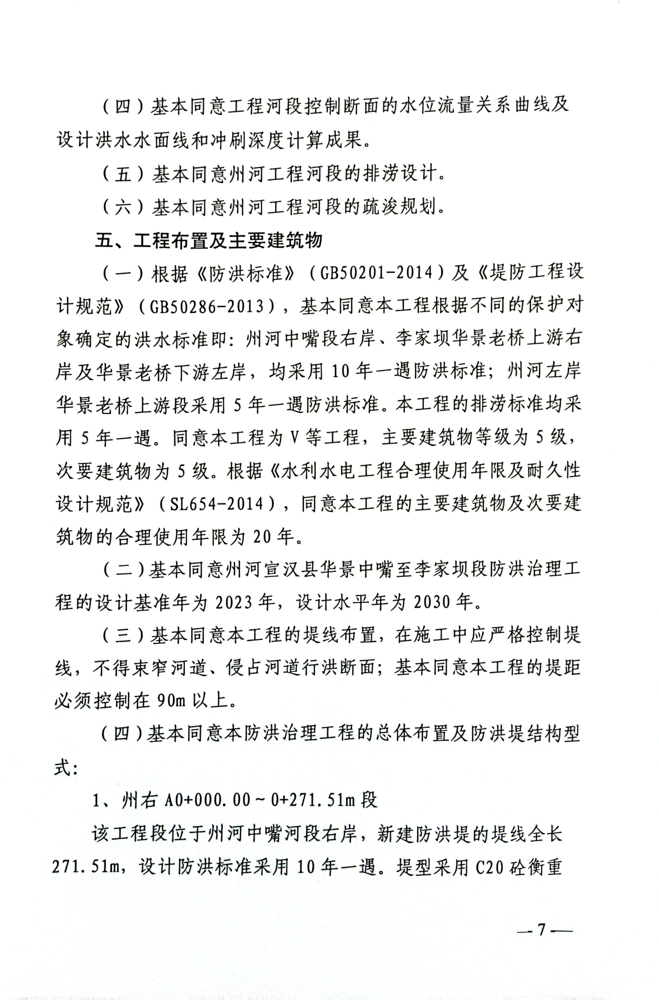 （四）基本同意工程河段控制断面的水位流量关系曲线及
设计洪水水面线和冲刷深度计算成果。
（五）基本同意州河工程河段的排涝设计。
（六）基本同意州河工程河段的疏浚规划。
五、工程布置及主要建筑物
（一）根据《防洪标准》（GB50201-2014）及《堤防工程设
计规范》（GB50286-2013），基本同意本工程根据不同的保护对
象确定的洪水标准即：州河中嘴段右岸、李家坝华景老桥上游右
岸及华景老桥下游左岸，均采用 10 年一遇防洪标准；州河左岸
华景老桥上游段采用 5 年一遇防洪标准。本工程的排涝标准均采
用 5 年一遇。同意本工程为 V 等工程，主要建筑物等级为 5 级，
次要建筑物为 5 级。根据《水利水电工程合理使用年限及耐久性
设计规范》（SL654-2014），同意本工程的主要建筑物及次要建
筑物的合理使用年限为 20 年。
（二）基本同意州河宣汉县华景中嘴至李家坝段防洪治理工
程的设计基准年为 2023 年，设计水平年为 2030 年。
（三）基本同意本工程的堤线布置，在施工中应严格控制堤
线，不得束窄河道、侵占河道行洪断面；基本同意本工程的堤距
必须控制在 90m 以上。
（四）基本同意本防洪治理工程的总体布置及防洪堤结构型
式：
1、州右 A0+000.00～0+271.51m 段
该工程段位于州河中嘴河段右岸，新建防洪堤的堤线全长
271.51m，设计防洪标准采用 10 年一遇。堤型采用 C20 砼衡重
— 7 —